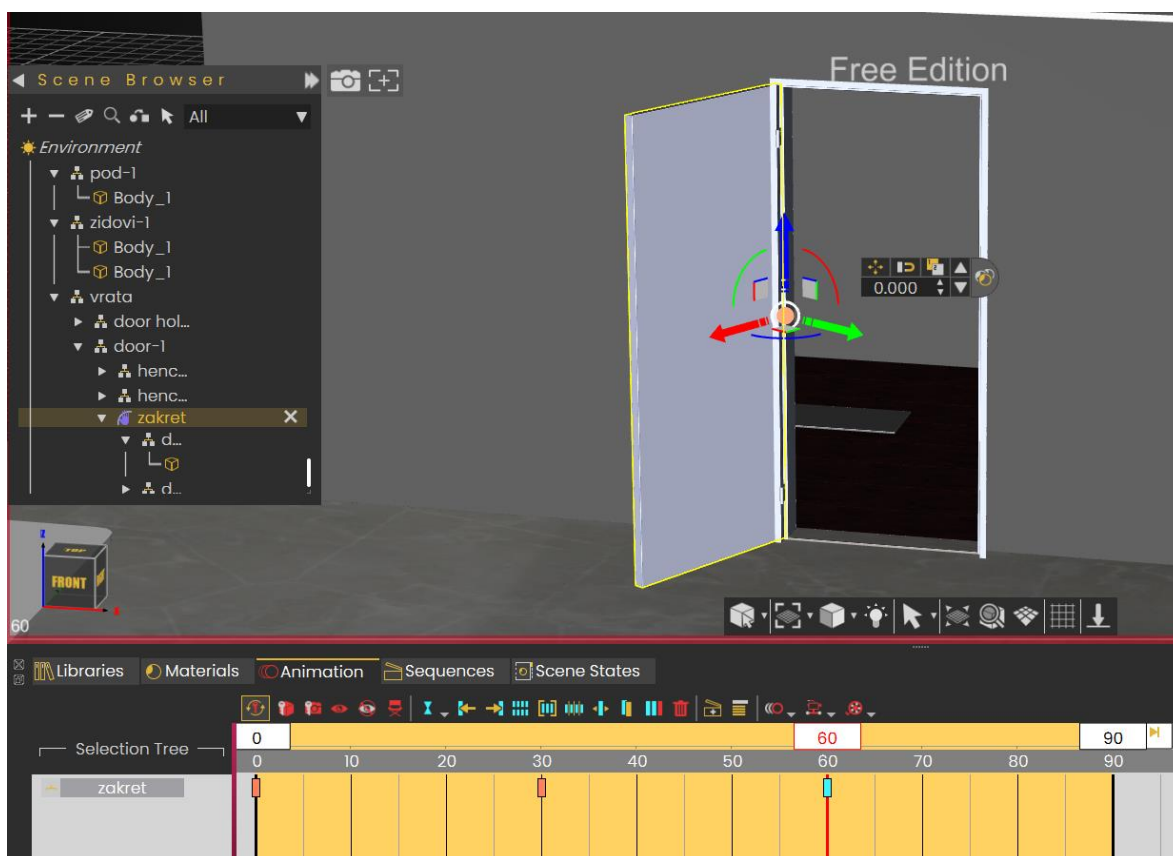 Free Edition
Scene Browser
All
Environment
pod-1
Body_1
zidovi-1
Body_1
Body_1
vrata
door hol...
door-1
henc...
henc...
zakret
d...
d...
0.000
TOP
FRONT
z
x
60
Libraries
Materials
Animation
Sequences
Scene States
Selection Tree
0 60 90
0 10 20 30 40 50 60 70 80 90
zakret